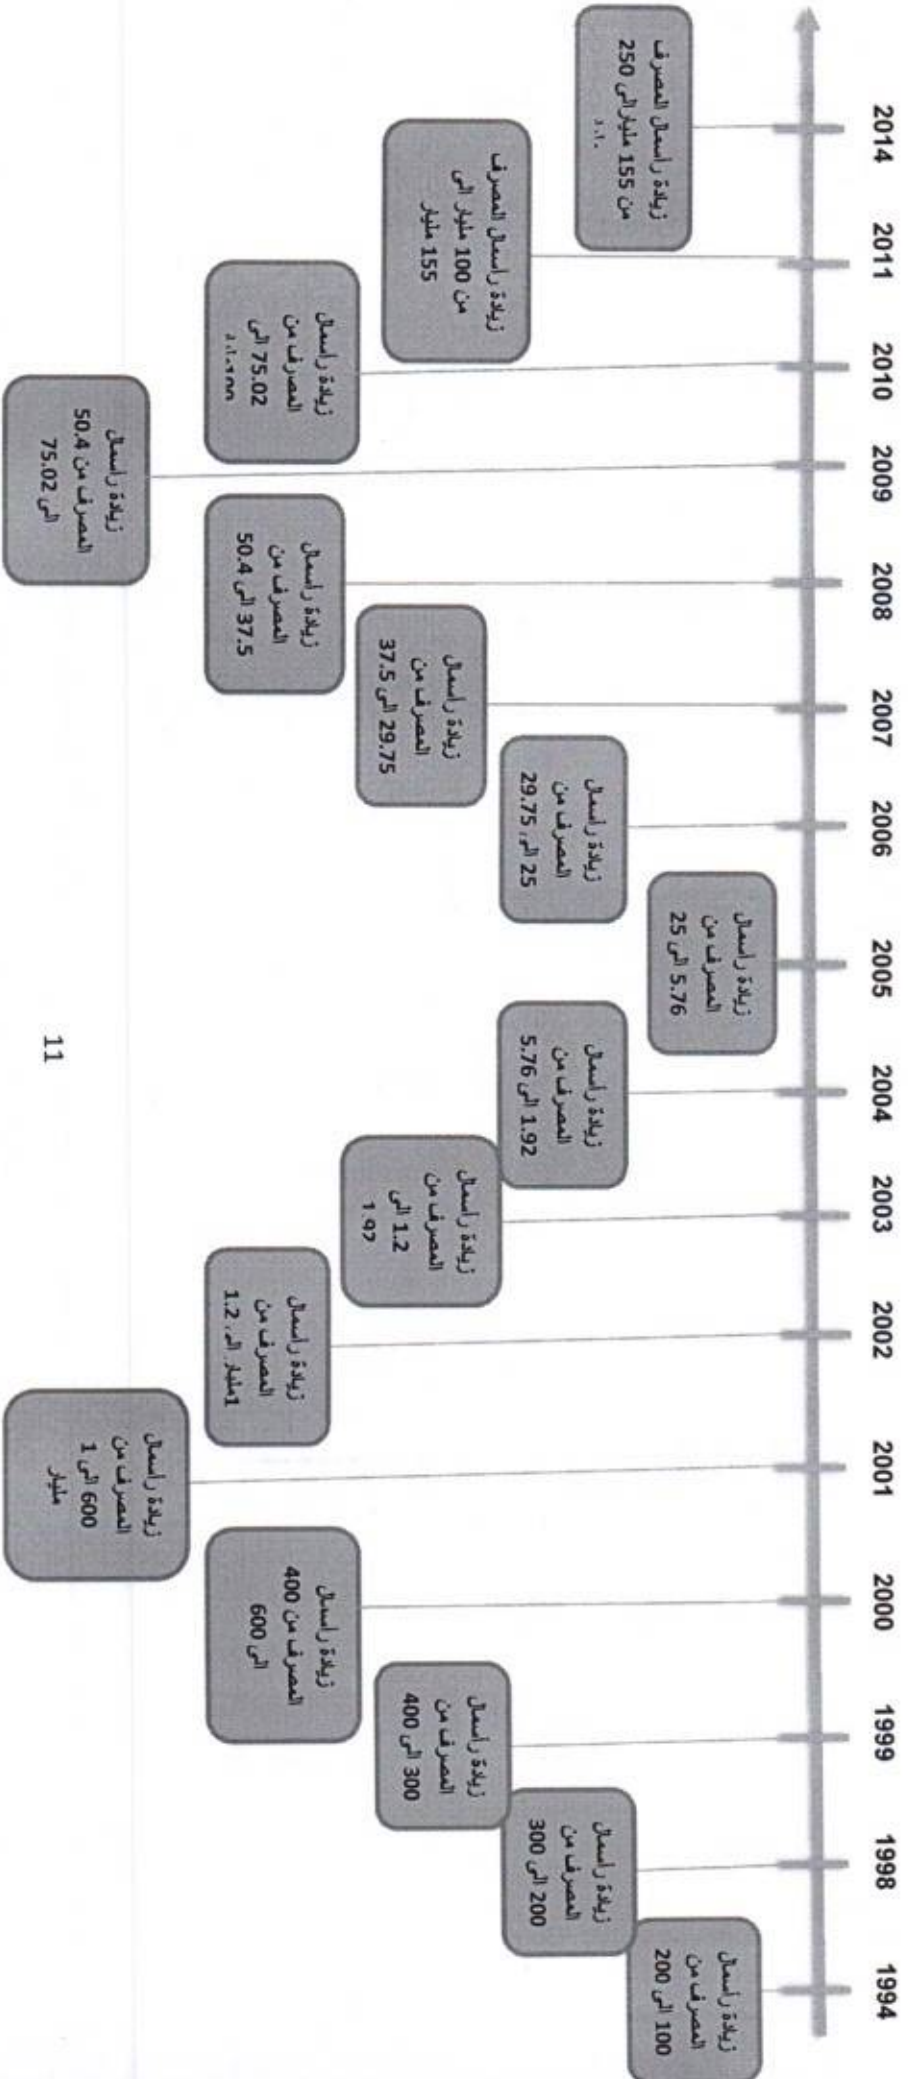 2014 2011 2010 2009 2008 2007 2006 2005 2004 2003 2002 2001 2000 1999 1998 1994
زيادة راسمال المصرف
من 155 مليار الى 250
زيادة راسمال المصرف
من 100 مليار الى
155 مليار
زيادة راسمال
المصرف من
75.02 الى
زيادة راسمال
المصرف من 50.4
الى 75.02
زيادة راسمال
المصرف من
37.5 الى 50.4
زيادة راسمال
المصرف من
29.75 الى 37.5
زيادة راسمال
المصرف من
25 الى 29.75
زيادة راسمال
المصرف من
5.76 الى 25
زيادة راسمال
المصرف من
1.92 الى 5.76
زيادة راسمال
المصرف من
1.2 الى
1.92
زيادة راسمال
المصرف من
1مليار الى 1.2
زيادة راسمال
المصرف من
600 الى 1
مليار
زيادة راسمال
المصرف من 400
الى 600
زيادة راسمال
المصرف من
300 الى 400
زيادة راسمال
المصرف من
200 الى 300
زيادة راسمال
المصرف من
100 الى 200
11